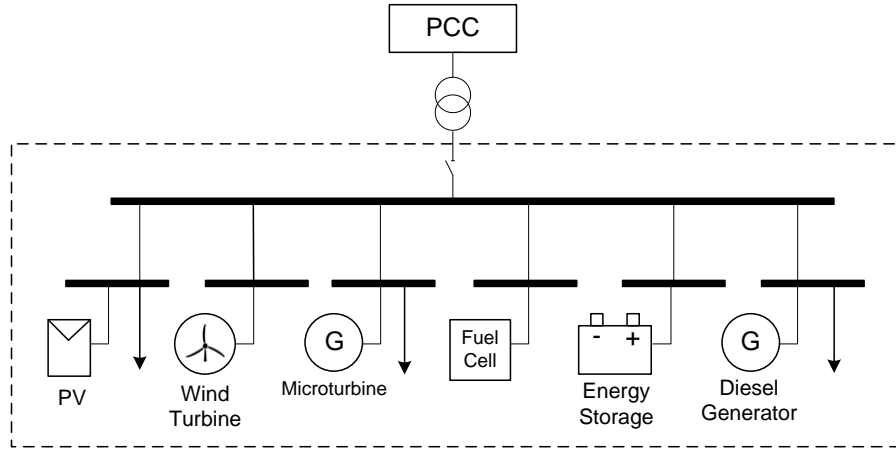 PCC
PV
Wind
Turbine
G
Microturbine
Fuel
Cell
- +
Energy
Storage
G
Diesel
Generator